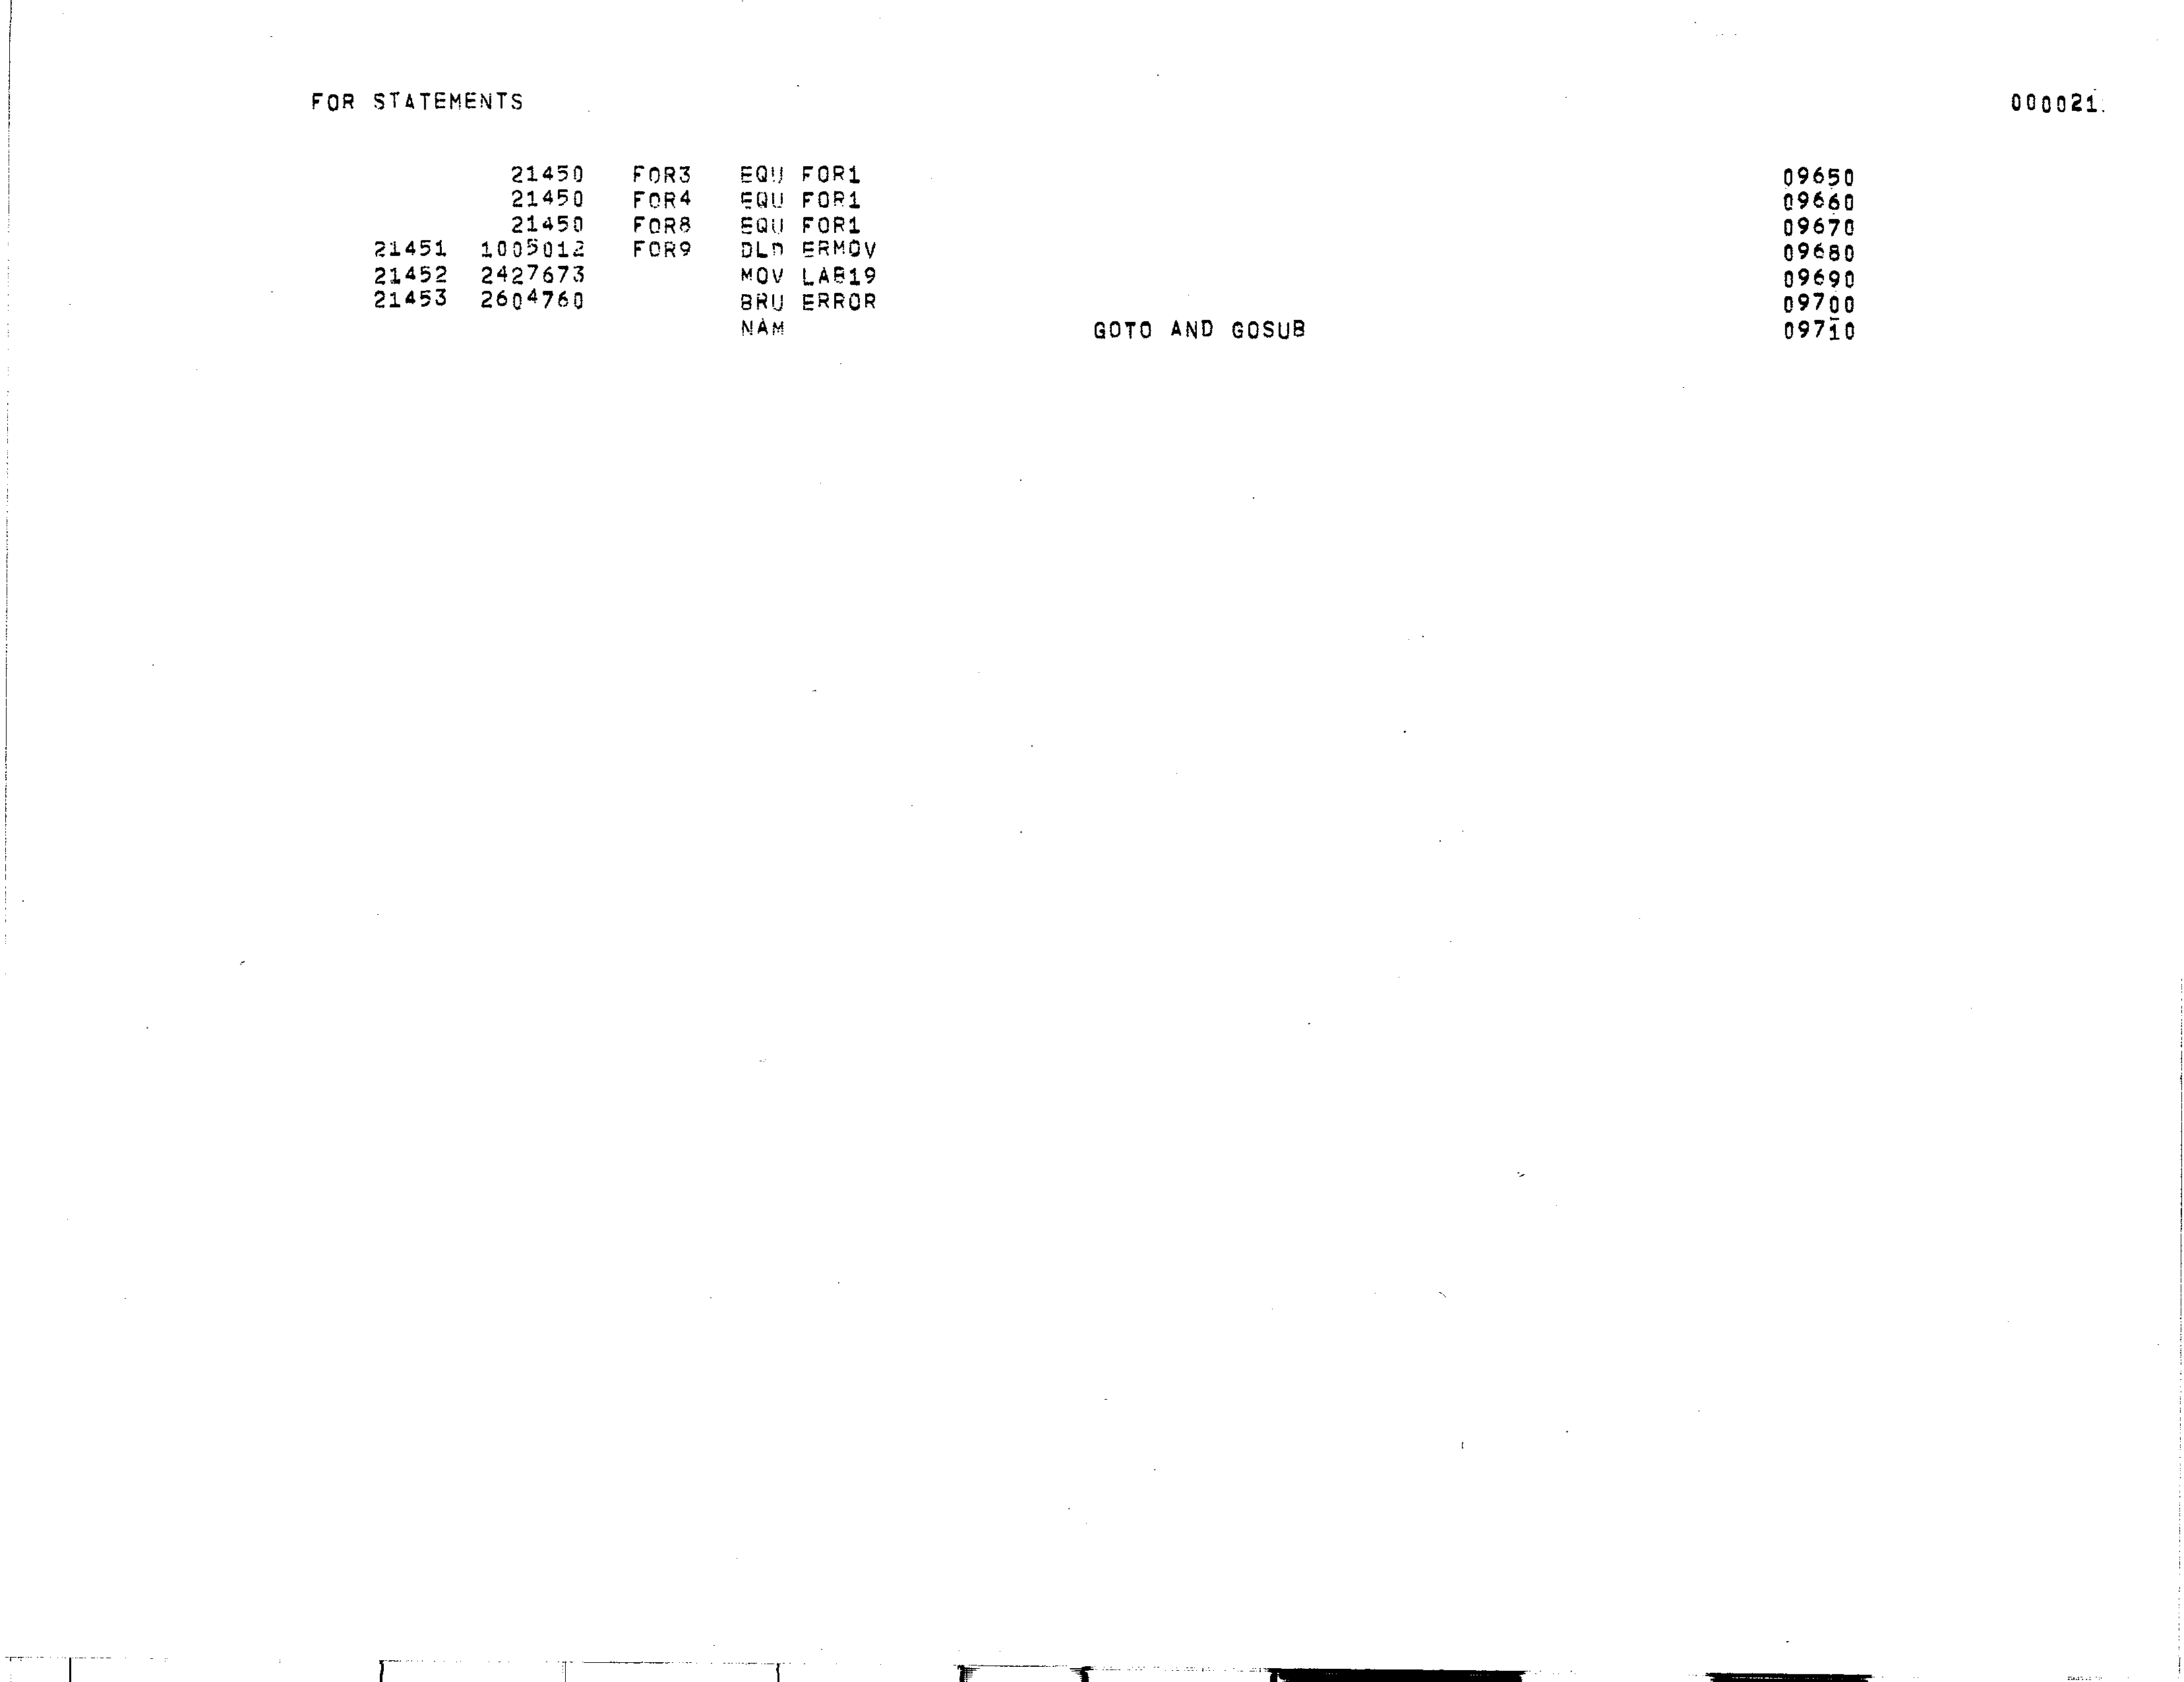 FOR STATEMENTS 000021
21450 FOR3 EQU FOR1 09650
21450 FOR4 EQU FOR1 09660
21450 FOR8 EQU FOR1 09670
21451 1005012 FOR9 DLD ERMOV 09680
21452 2427673 MOV LAB19 09690
21453 2604760 BRU ERROR 09700
NAM GOTO AND GOSUB 09710